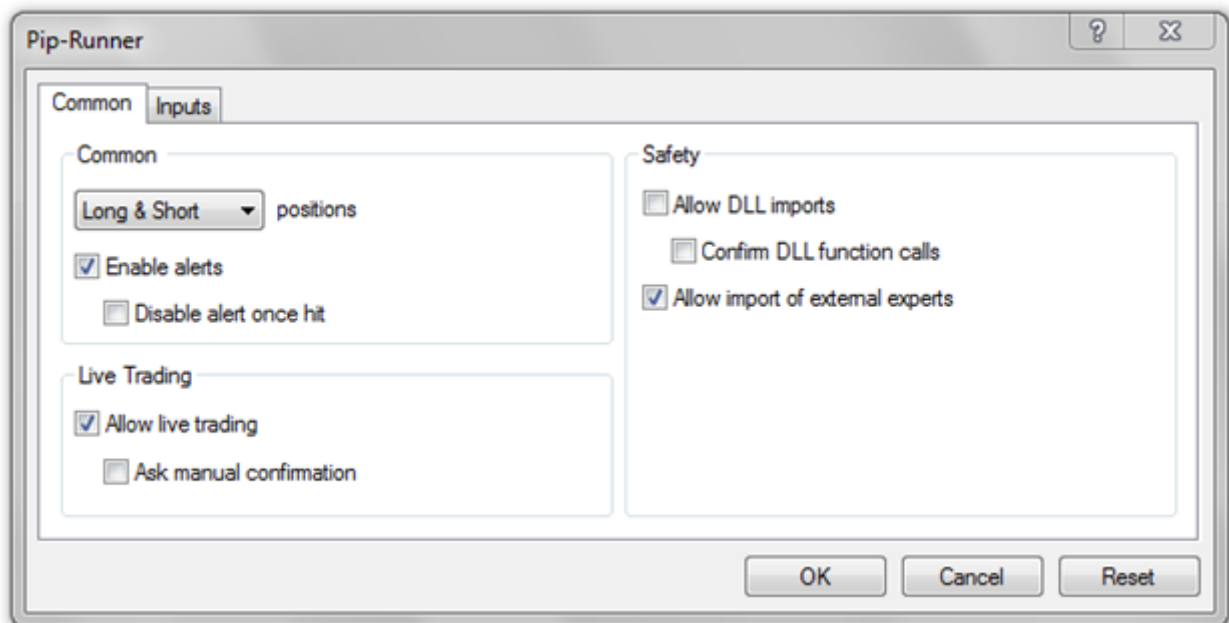 Pip-Runner
Common Inputs
Common
Long & Short positions
Enable alerts
Disable alert once hit
Live Trading
Allow live trading
Ask manual confirmation
Safety
Allow DLL imports
Confirm DLL function calls
Allow import of external experts
OK Cancel Reset